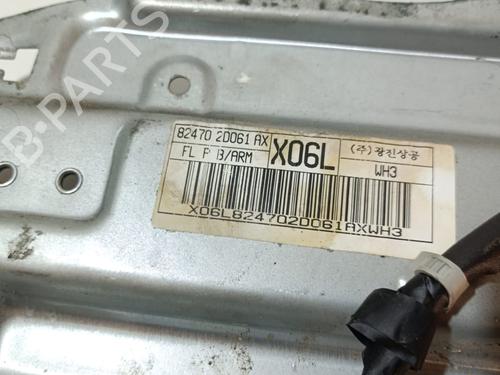 B-PARTS
82470 2D061 AX
X06L
(주)광진상공
FL P B/ARM
WH3
X06L824702D061AXWH3